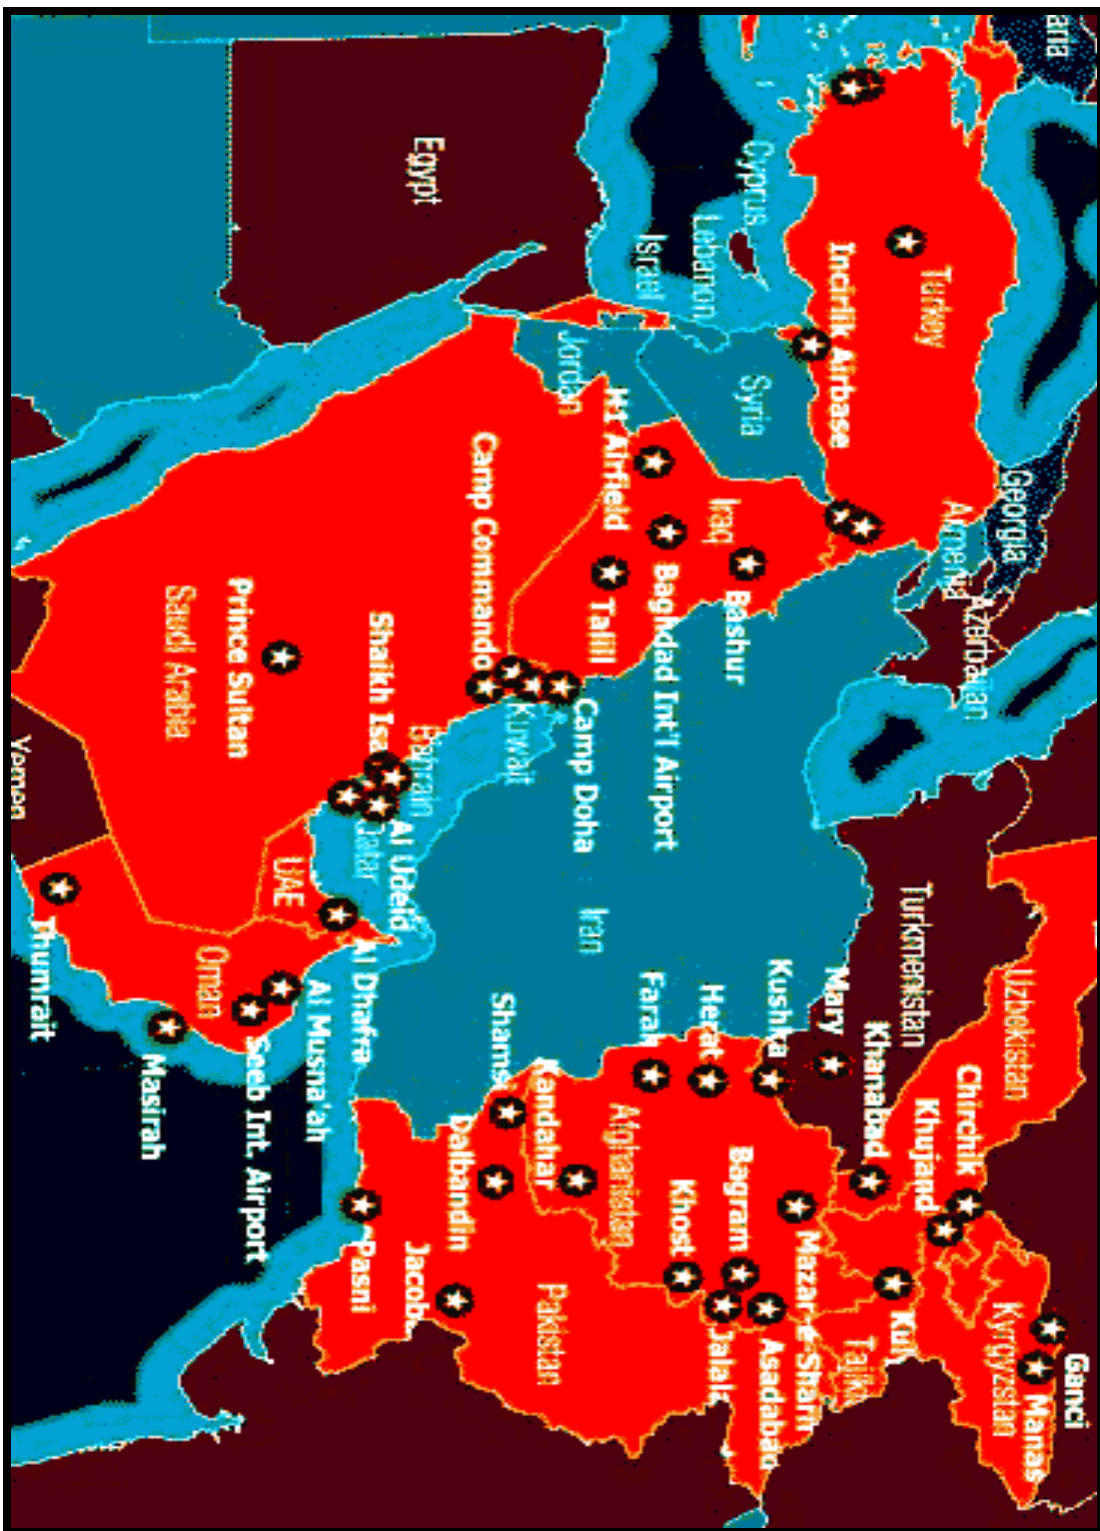 Egypt
Cyprus
Lebanon
Israel
Jordan
Syria
Turkey
Incirlik Airbase
Georgia
Armenia
Azerbaijan
H1 Airfield
Iraq
Bashur
Baghdad Int'l Airport
Tallil
Camp Commando
Kuwait
Camp Doha
Prince Sultan
Saudi Arabia
Shaikh Isa
Bahrain
Qatar
Al Udeid
UAE
Al Dhafra
Yemen
Oman
Thumrait
Masirah
Seeb Int. Airport
Al Musna'ah
Iran
Turkmenistan
Uzbekistan
Mary
Kushka
Herat
Farah
Shamsi
Kandahar
Dalbandin
Afghanistan
Khanabad
Chirchik
Khujand
Bagram
Khost
Mazar-e Sharif
Pasni
Jacob
Pakistan
Asadabad
Kyrgyzstan
Ganci
Manas